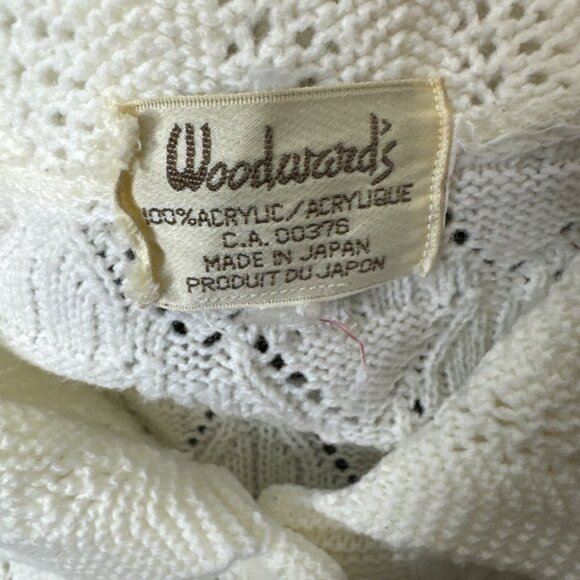 Woodward's
100% ACRYLIC / ACRYLIQUE
C.A. 00376
MADE IN JAPAN
PRODUIT DU JAPON